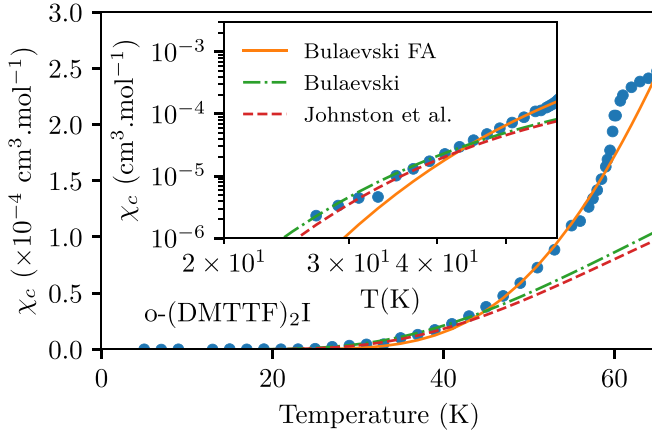 3.0
2.5
2.0
1.5
1.0
0.5
0.0
χc (×10⁻⁴ cm³.mol⁻¹)
0
20
40
60
Temperature (K)
o-(DMTTF)₂I
10⁻³
10⁻⁴
10⁻⁵
10⁻⁶
χc (cm³.mol⁻¹)
Bulaevski FA
Bulaevski
Johnston et al.
2 × 10¹
3 × 10¹
4 × 10¹
T(K)